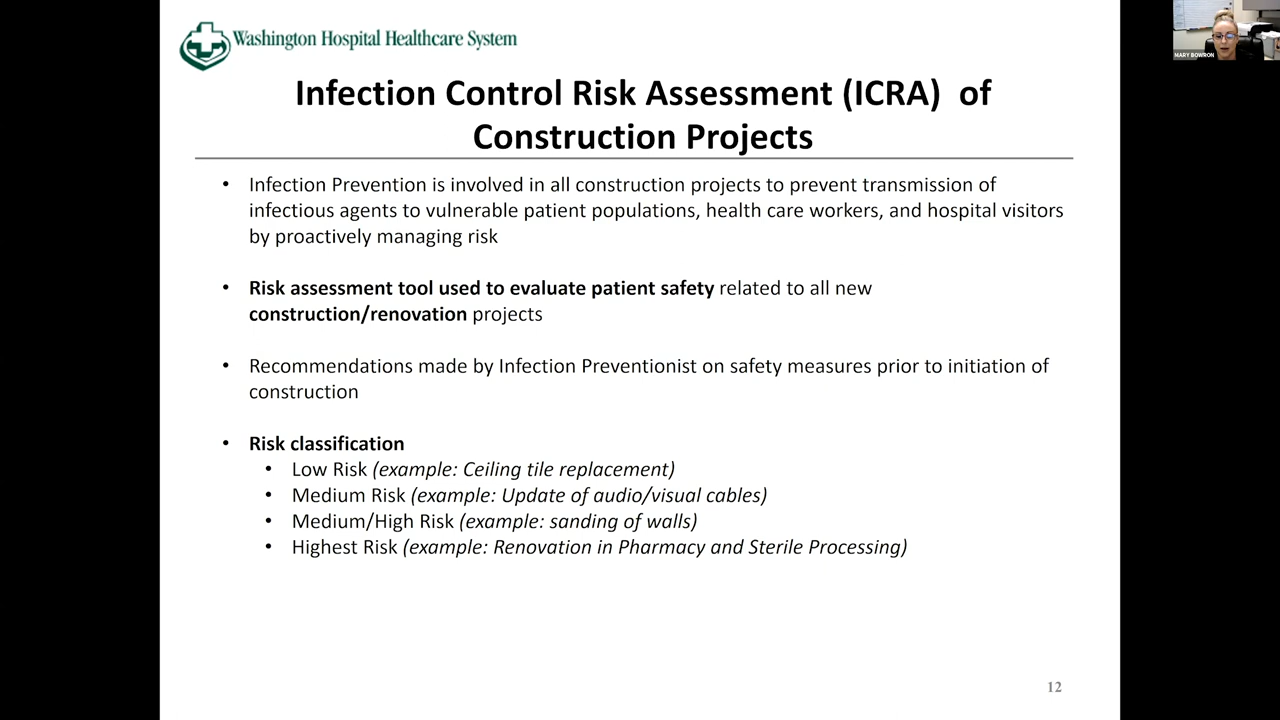 Washington Hospital Healthcare System
MARY BOWRON
Infection Control Risk Assessment (ICRA) of
Construction Projects
• Infection Prevention is involved in all construction projects to prevent transmission of
infectious agents to vulnerable patient populations, health care workers, and hospital visitors
by proactively managing risk
• Risk assessment tool used to evaluate patient safety related to all new
construction/renovation projects
• Recommendations made by Infection Preventionist on safety measures prior to initiation of
construction
• Risk classification
• Low Risk (example: Ceiling tile replacement)
• Medium Risk (example: Update of audio/visual cables)
• Medium/High Risk (example: sanding of walls)
• Highest Risk (example: Renovation in Pharmacy and Sterile Processing)
12